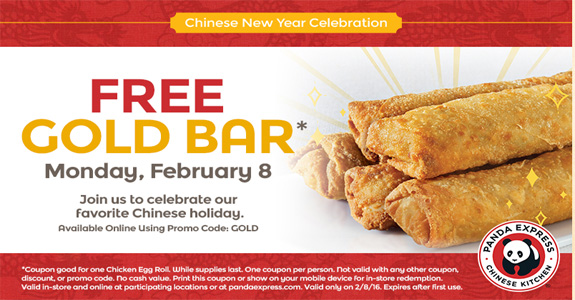 Chinese New Year Celebration
FREE
GOLD BAR*
Monday, February 8
Join us to celebrate our
favorite Chinese holiday.
Available Online Using Promo Code: GOLD
PANDA EXPRESS
CHINESE KITCHEN
*Coupon good for one Chicken Egg Roll. While supplies last. One coupon per person. Not valid with any other coupon,
discount, or promo code. No cash value. Print this coupon or show on your mobile device for in-store redemption.
Valid in-store and online at participating locations or at pandaexpress.com. Valid only on 2/8/16. Expires after first use.